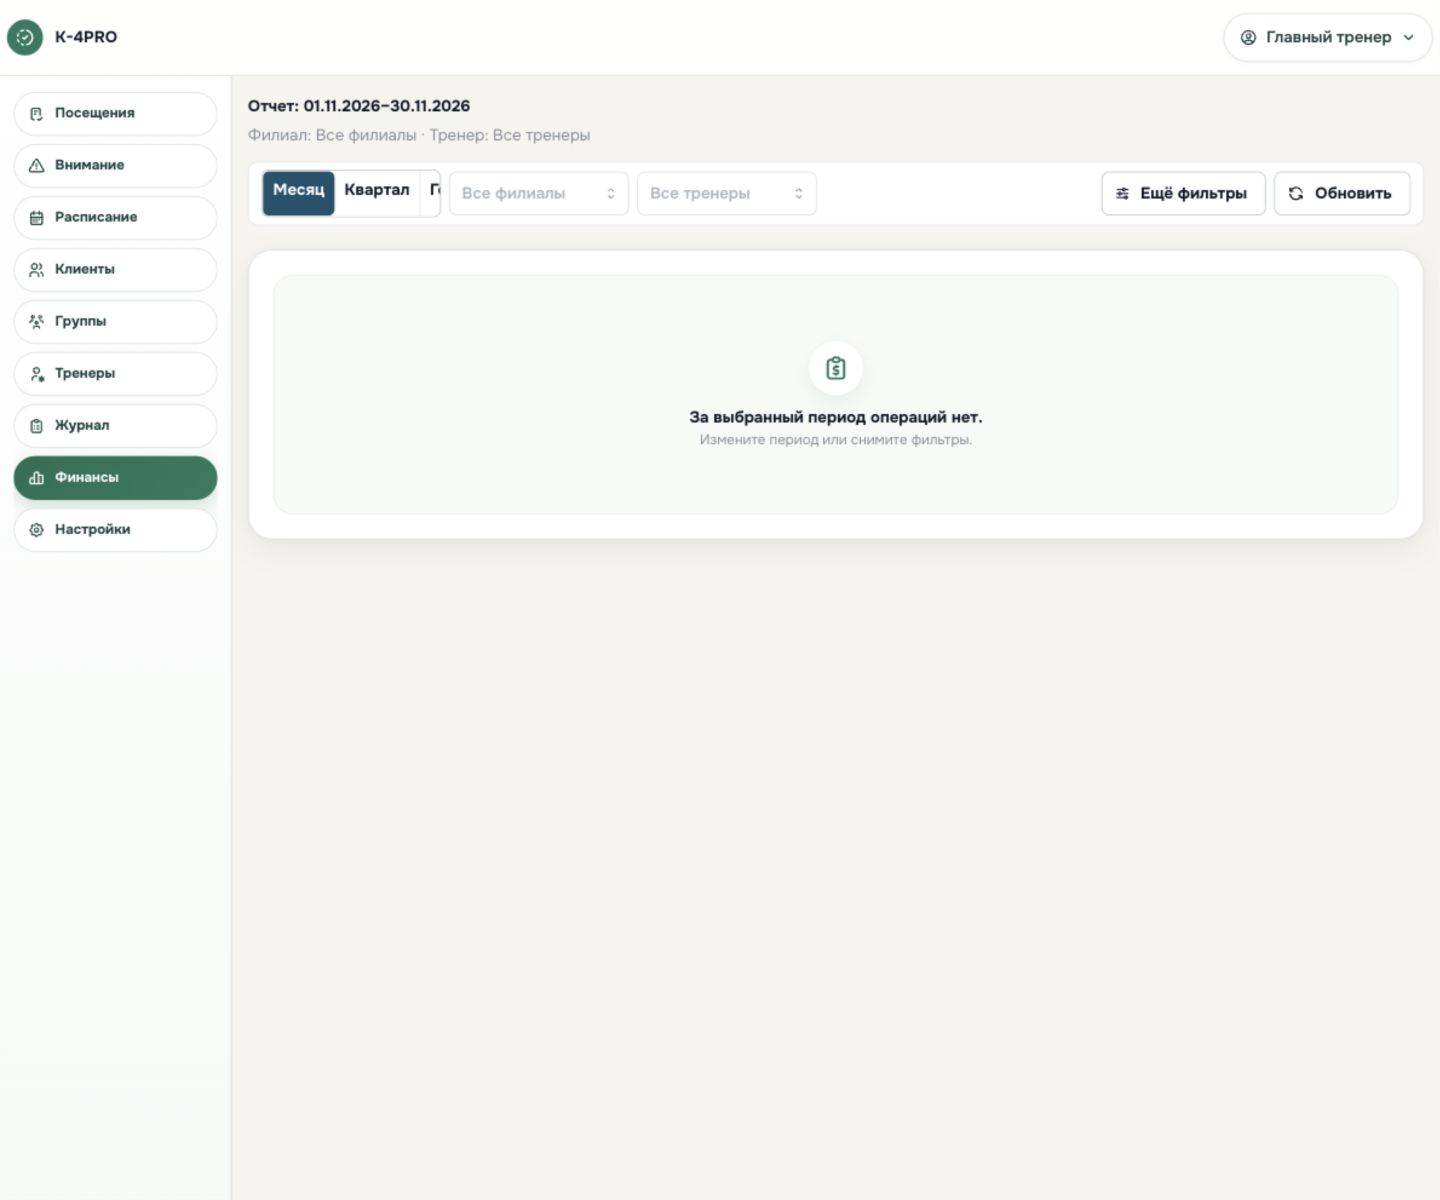 K-4PRO
Главный тренер
Посещения
Внимание
Расписание
Клиенты
Группы
Тренеры
Журнал
Финансы
Настройки
Отчет: 01.11.2026–30.11.2026
Филиал: Все филиалы · Тренер: Все тренеры
Месяц
Квартал
Все филиалы
Все тренеры
Ещё фильтры
Обновить
За выбранный период операций нет.
Измените период или снимите фильтры.